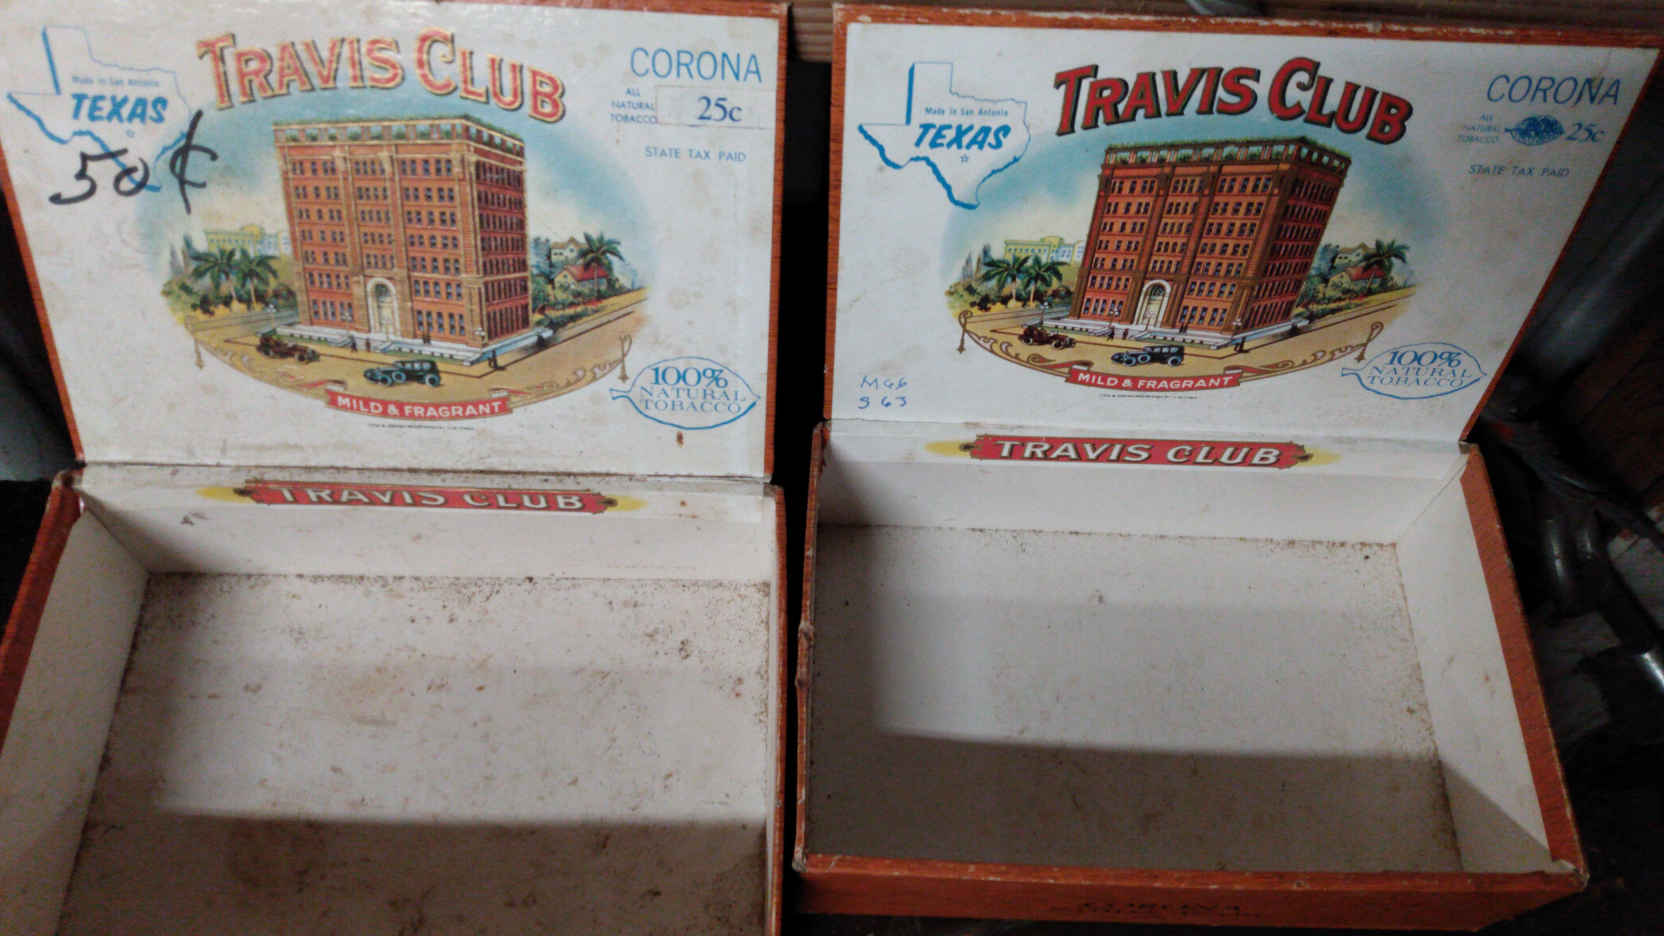 TRAVIS CLUB
Made in San Antonio
TEXAS
50¢
CORONA
ALL
NATURAL
TOBACCO
25c
STATE TAX PAID
MILD & FRAGRANT
100%
NATURAL
TOBACCO
TRAVIS CLUB
TRAVIS CLUB
Made in San Antonio
TEXAS
CORONA
ALL
NATURAL
TOBACCO
25c
STATE TAX PAID
MILD & FRAGRANT
100%
NATURAL
TOBACCO
TRAVIS CLUB